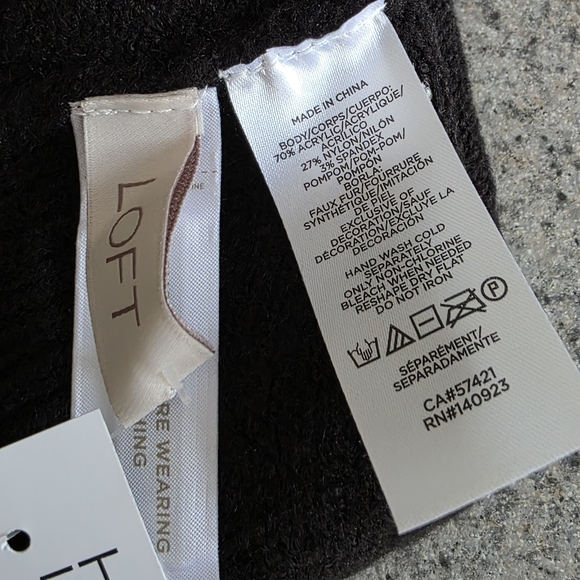 LOFT
RE WEARING
MADE IN CHINA
BODY/CORPS/CUERPO:
70% ACRYLIC/ACRYLIQUE/
ACRILICO
27% NYLON/NILÓN
3% SPANDEX
POMPOM/POM-POM/
POMPÓN
BORLA:
FAUX FUR/FOURRURE
SYNTHÉTIQUE/IMITACIÓN
DE PIEL
EXCLUSIVE OF
DECORATION/SAUF
DÉCORATION/EXCLUYE LA
DECORACIÓN
HAND WASH COLD
SEPARATELY
ONLY NON-CHLORINE
BLEACH WHEN NEEDED
RESHAPE DRY FLAT
DO NOT IRON
P
SÉPARÉMENT/
SEPARADAMENTE
CA#57421
RN#140923